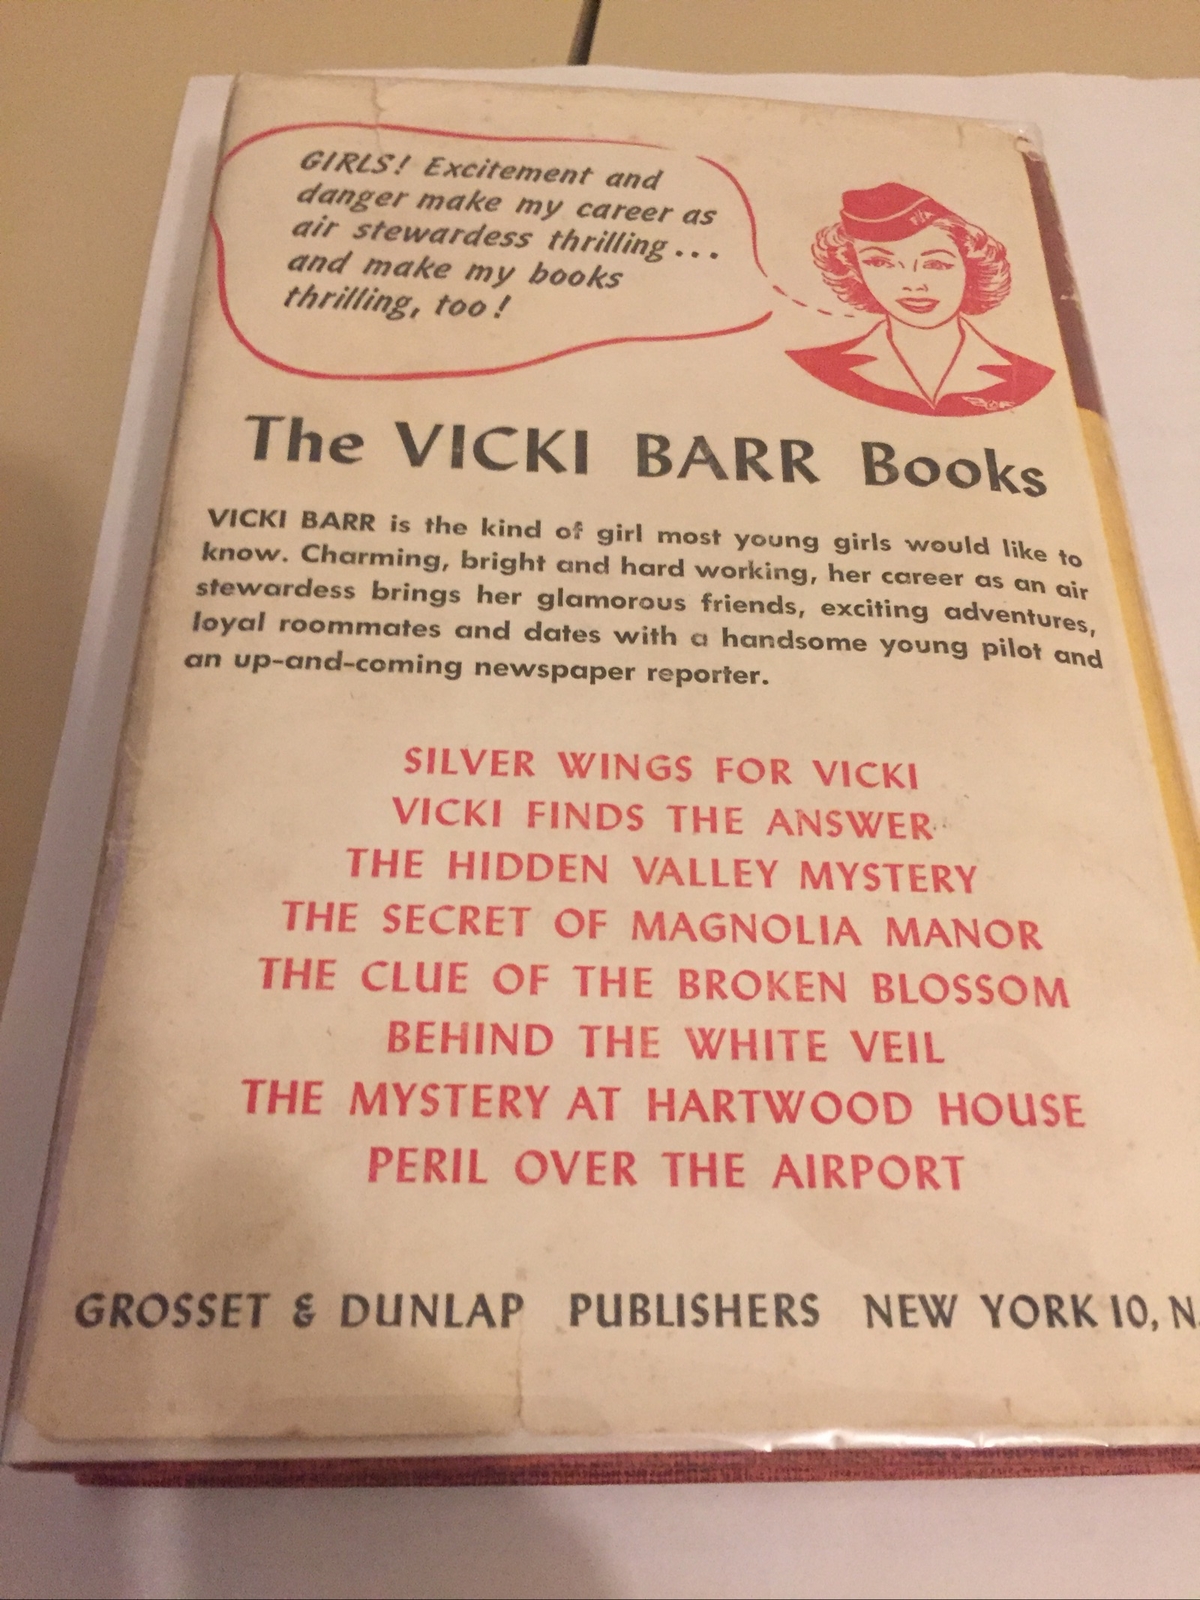 GIRLS! Excitement and
danger make my career as
air stewardess thrilling...
and make my books
thrilling, too!
The VICKI BARR Books
VICKI BARR is the kind of girl most young girls would like to
know. Charming, bright and hard working, her career as an air
stewardess brings her glamorous friends, exciting adventures,
loyal roommates and dates with a handsome young pilot and
an up-and-coming newspaper reporter.
SILVER WINGS FOR VICKI
VICKI FINDS THE ANSWER
THE HIDDEN VALLEY MYSTERY
THE SECRET OF MAGNOLIA MANOR
THE CLUE OF THE BROKEN BLOSSOM
BEHIND THE WHITE VEIL
THE MYSTERY AT HARTWOOD HOUSE
PERIL OVER THE AIRPORT
GROSSET & DUNLAP PUBLISHERS NEW YORK 10, N.